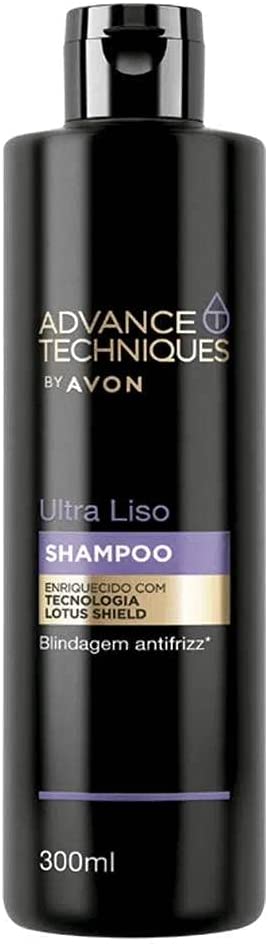 ADVANCE
TECHNIQUES
BY AVON
Ultra Liso
SHAMPOO
ENRIQUECIDO COM
TECNOLOGIA
LOTUS SHIELD
Blindagem antifrizz*
300ml